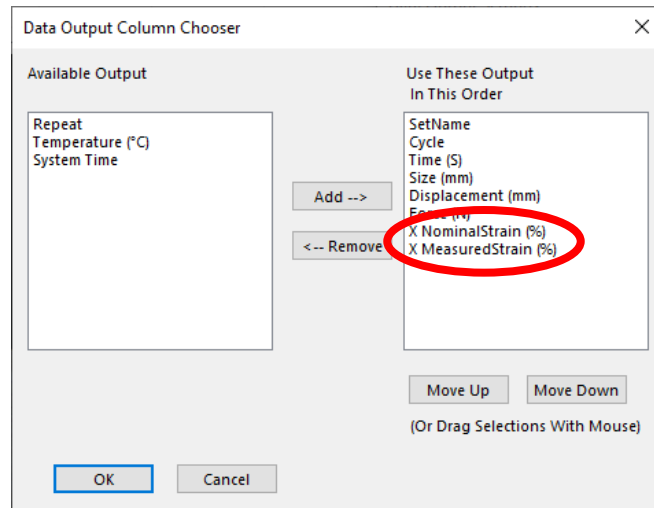 Data Output Column Chooser
Available Output
Use These Output
In This Order
Repeat
Temperature (°C)
System Time
SetName
Cycle
Time (S)
Size (mm)
Displacement (mm)
Force (N)
X NominalStrain (%)
X MeasuredStrain (%)
Add -->
<-- Remove
Move Up
Move Down
(Or Drag Selections With Mouse)
OK
Cancel